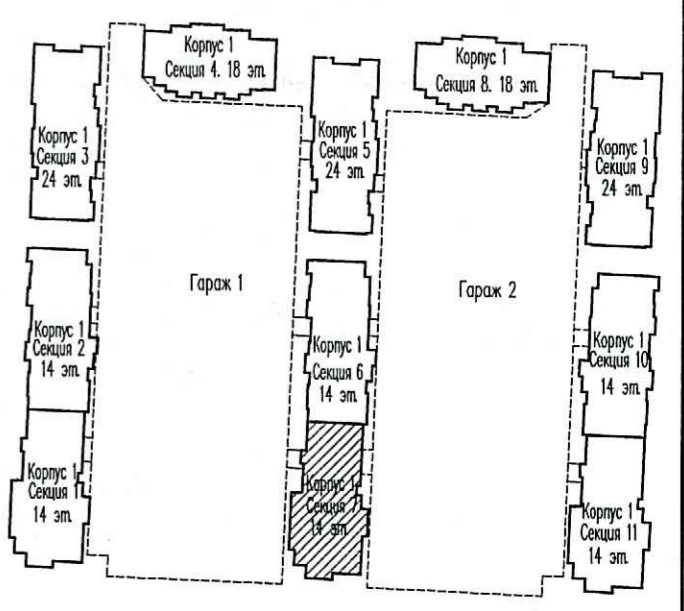 Корпус 1
Секция 4. 18 эт.
Корпус 1
Секция 8. 18 эт.
Корпус 1
Секция 3
24 эт.
Корпус 1
Секция 5
24 эт.
Корпус 1
Секция 9
24 эт.
Гараж 1
Гараж 2
Корпус 1
Секция 2
14 эт.
Корпус 1
Секция 6
14 эт.
Корпус 1
Секция 10
14 эт.
Корпус 1
Секция 1
14 эт.
Корпус 1
Секция 7
14 эт.
Корпус 1
Секция 11
14 эт.